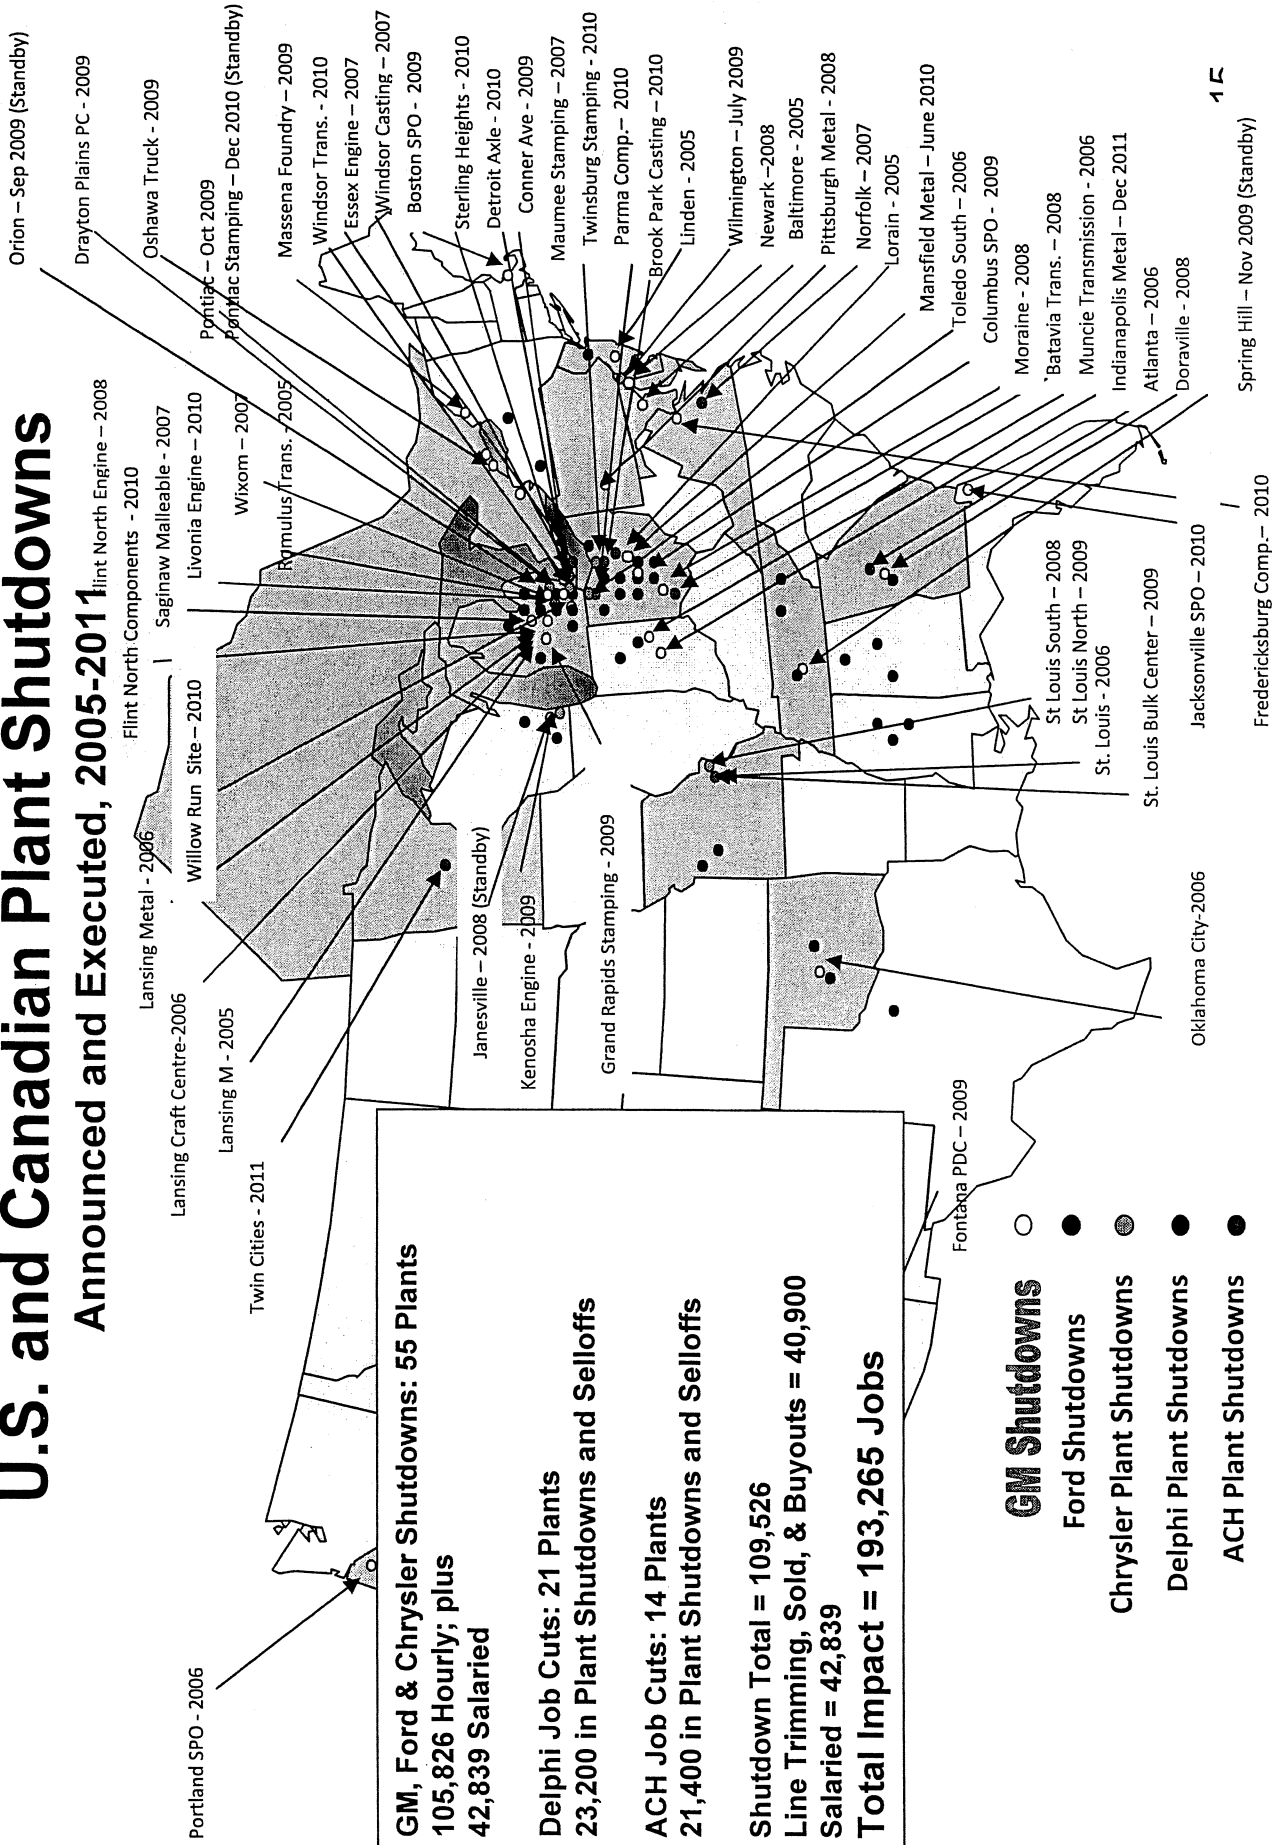 U.S. and Canadian Plant Shutdowns
Announced and Executed, 2005-2011
Portland SPO - 2006
Twin Cities - 2011
Lansing M - 2005
Lansing Craft Centre-2006
Lansing Metal - 2006
Willow Run Site– 2010
Flint North Components - 2010
Flint North Engine – 2008
Saginaw Malleable - 2007
Livonia Engine – 2010
Wixom – 2007
Romulus Trans. - 2005
Orion – Sep 2009 (Standby)
Drayton Plains PC - 2009
Oshawa Truck - 2009
Pontiac – Oct 2009
Pontiac Stamping – Dec 2010 (Standby)
Massena Foundry – 2009
Windsor Trans. - 2010
Essex Engine – 2007
Windsor Casting – 2007
Boston SPO - 2009
Sterling Heights - 2010
Detroit Axle - 2010
Conner Ave - 2009
Maumee Stamping – 2007
Twinsburg Stamping - 2010
Parma Comp.– 2010
Brook Park Casting – 2010
Linden - 2005
Wilmington – July 2009
Newark –2008
Baltimore - 2005
Pittsburgh Metal - 2008
Norfolk – 2007
Lorain - 2005
Mansfield Metal – June 2010
Toledo South – 2006
Columbus SPO - 2009
Moraine - 2008
Batavia Trans. – 2008
Muncie Transmission - 2006
Indianapolis Metal – Dec 2011
Atlanta – 2006
Doraville - 2008
Spring Hill – Nov 2009 (Standby)
Janesville – 2008 (Standby)
Kenosha Engine - 2009
Grand Rapids Stamping - 2009
St Louis South – 2008
St Louis North - 2009
St. Louis - 2006
St. Louis Bulk Center – 2009
Jacksonville SPO – 2010
Fredericksburg Comp.– 2010
Oklahoma City-2006
Fontana PDC – 2009
GM, Ford & Chrysler Shutdowns: 55 Plants
105,826 Hourly; plus
42,839 Salaried
Delphi Job Cuts: 21 Plants
23,200 in Plant Shutdowns and Selloffs
ACH Job Cuts: 14 Plants
21,400 in Plant Shutdowns and Selloffs
Shutdown Total = 109,526
Line Trimming, Sold, & Buyouts = 40,900
Salaried = 42,839
Total Impact = 193,265 Jobs
GM Shutdowns
Ford Shutdowns
Chrysler Plant Shutdowns
Delphi Plant Shutdowns
ACH Plant Shutdowns